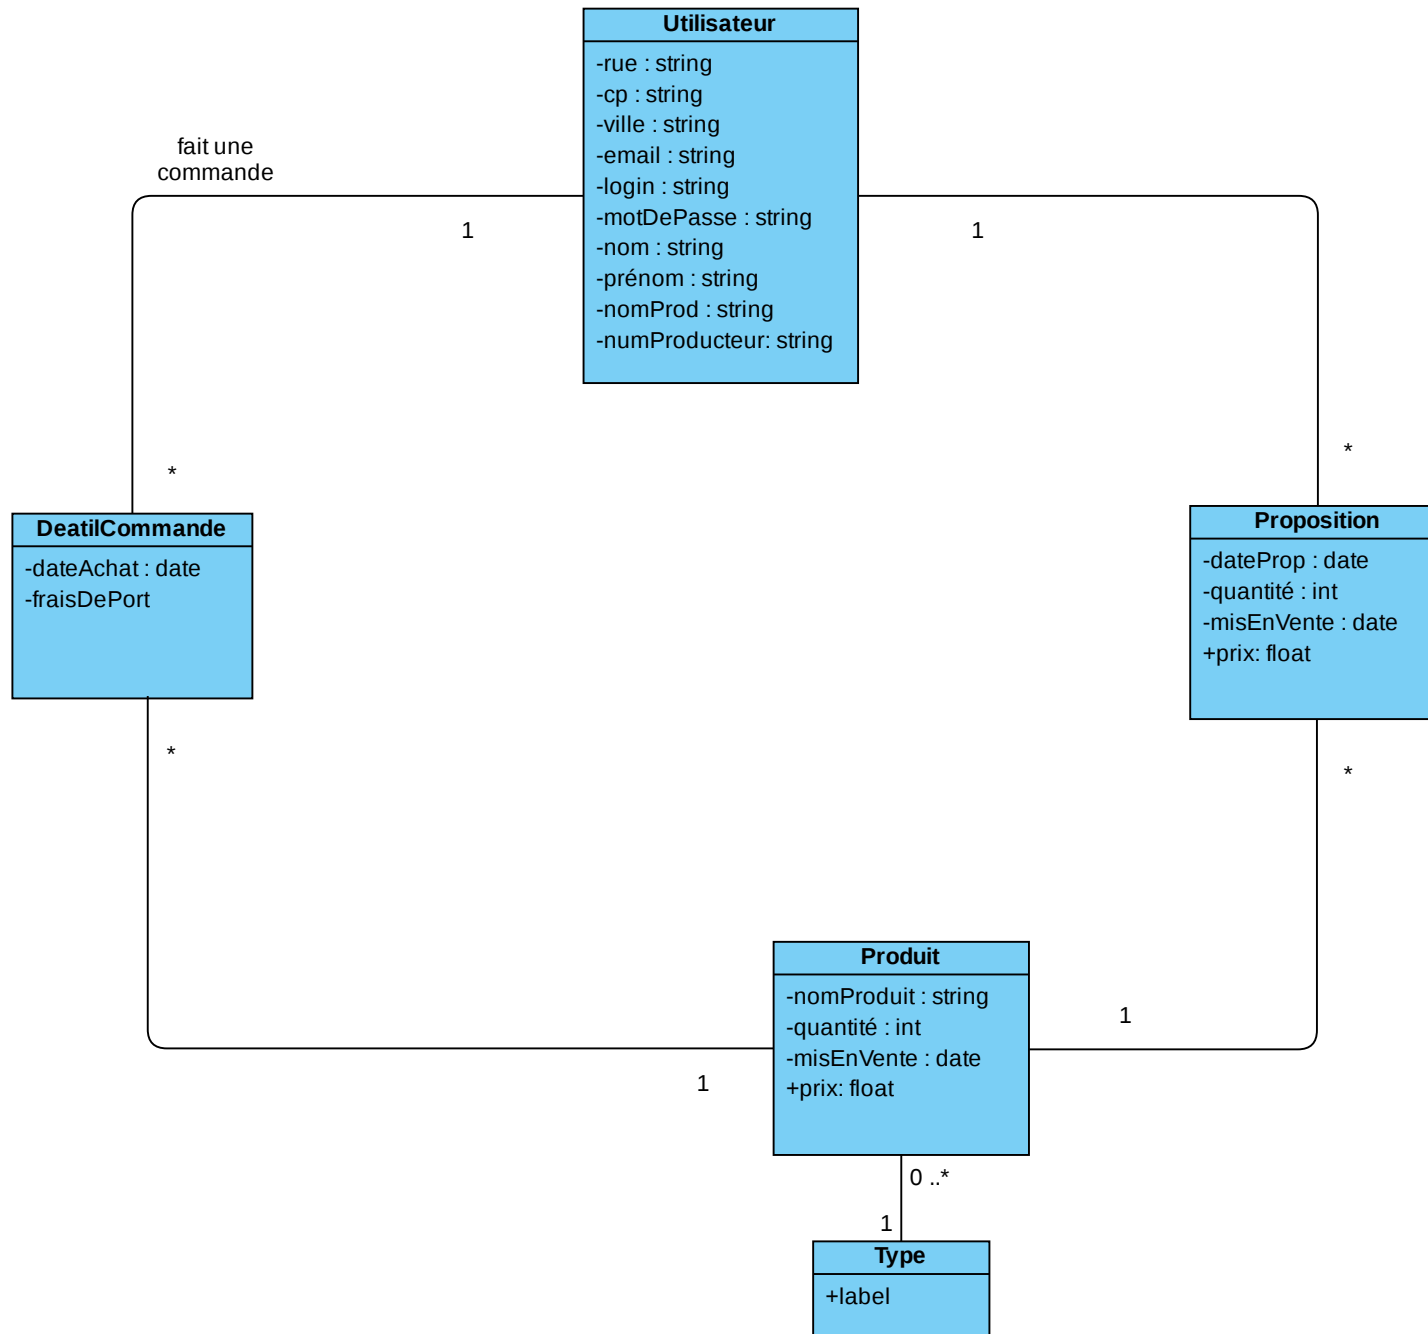 Utilisateur
-rue : string
-cp : string
-ville : string
-email : string
-login : string
-motDePasse : string
-nom : string
-prénom : string
-nomProd : string
-numProducteur: string
fait une
commande
1
1
*
*
DeatilCommande
-dateAchat : date
-fraisDePort
Proposition
-dateProp : date
-quantité : int
-misEnVente : date
+prix: float
*
*
Produit
-nomProduit : string
-quantité : int
-misEnVente : date
+prix: float
1
1
0 ..*
1
Type
+label